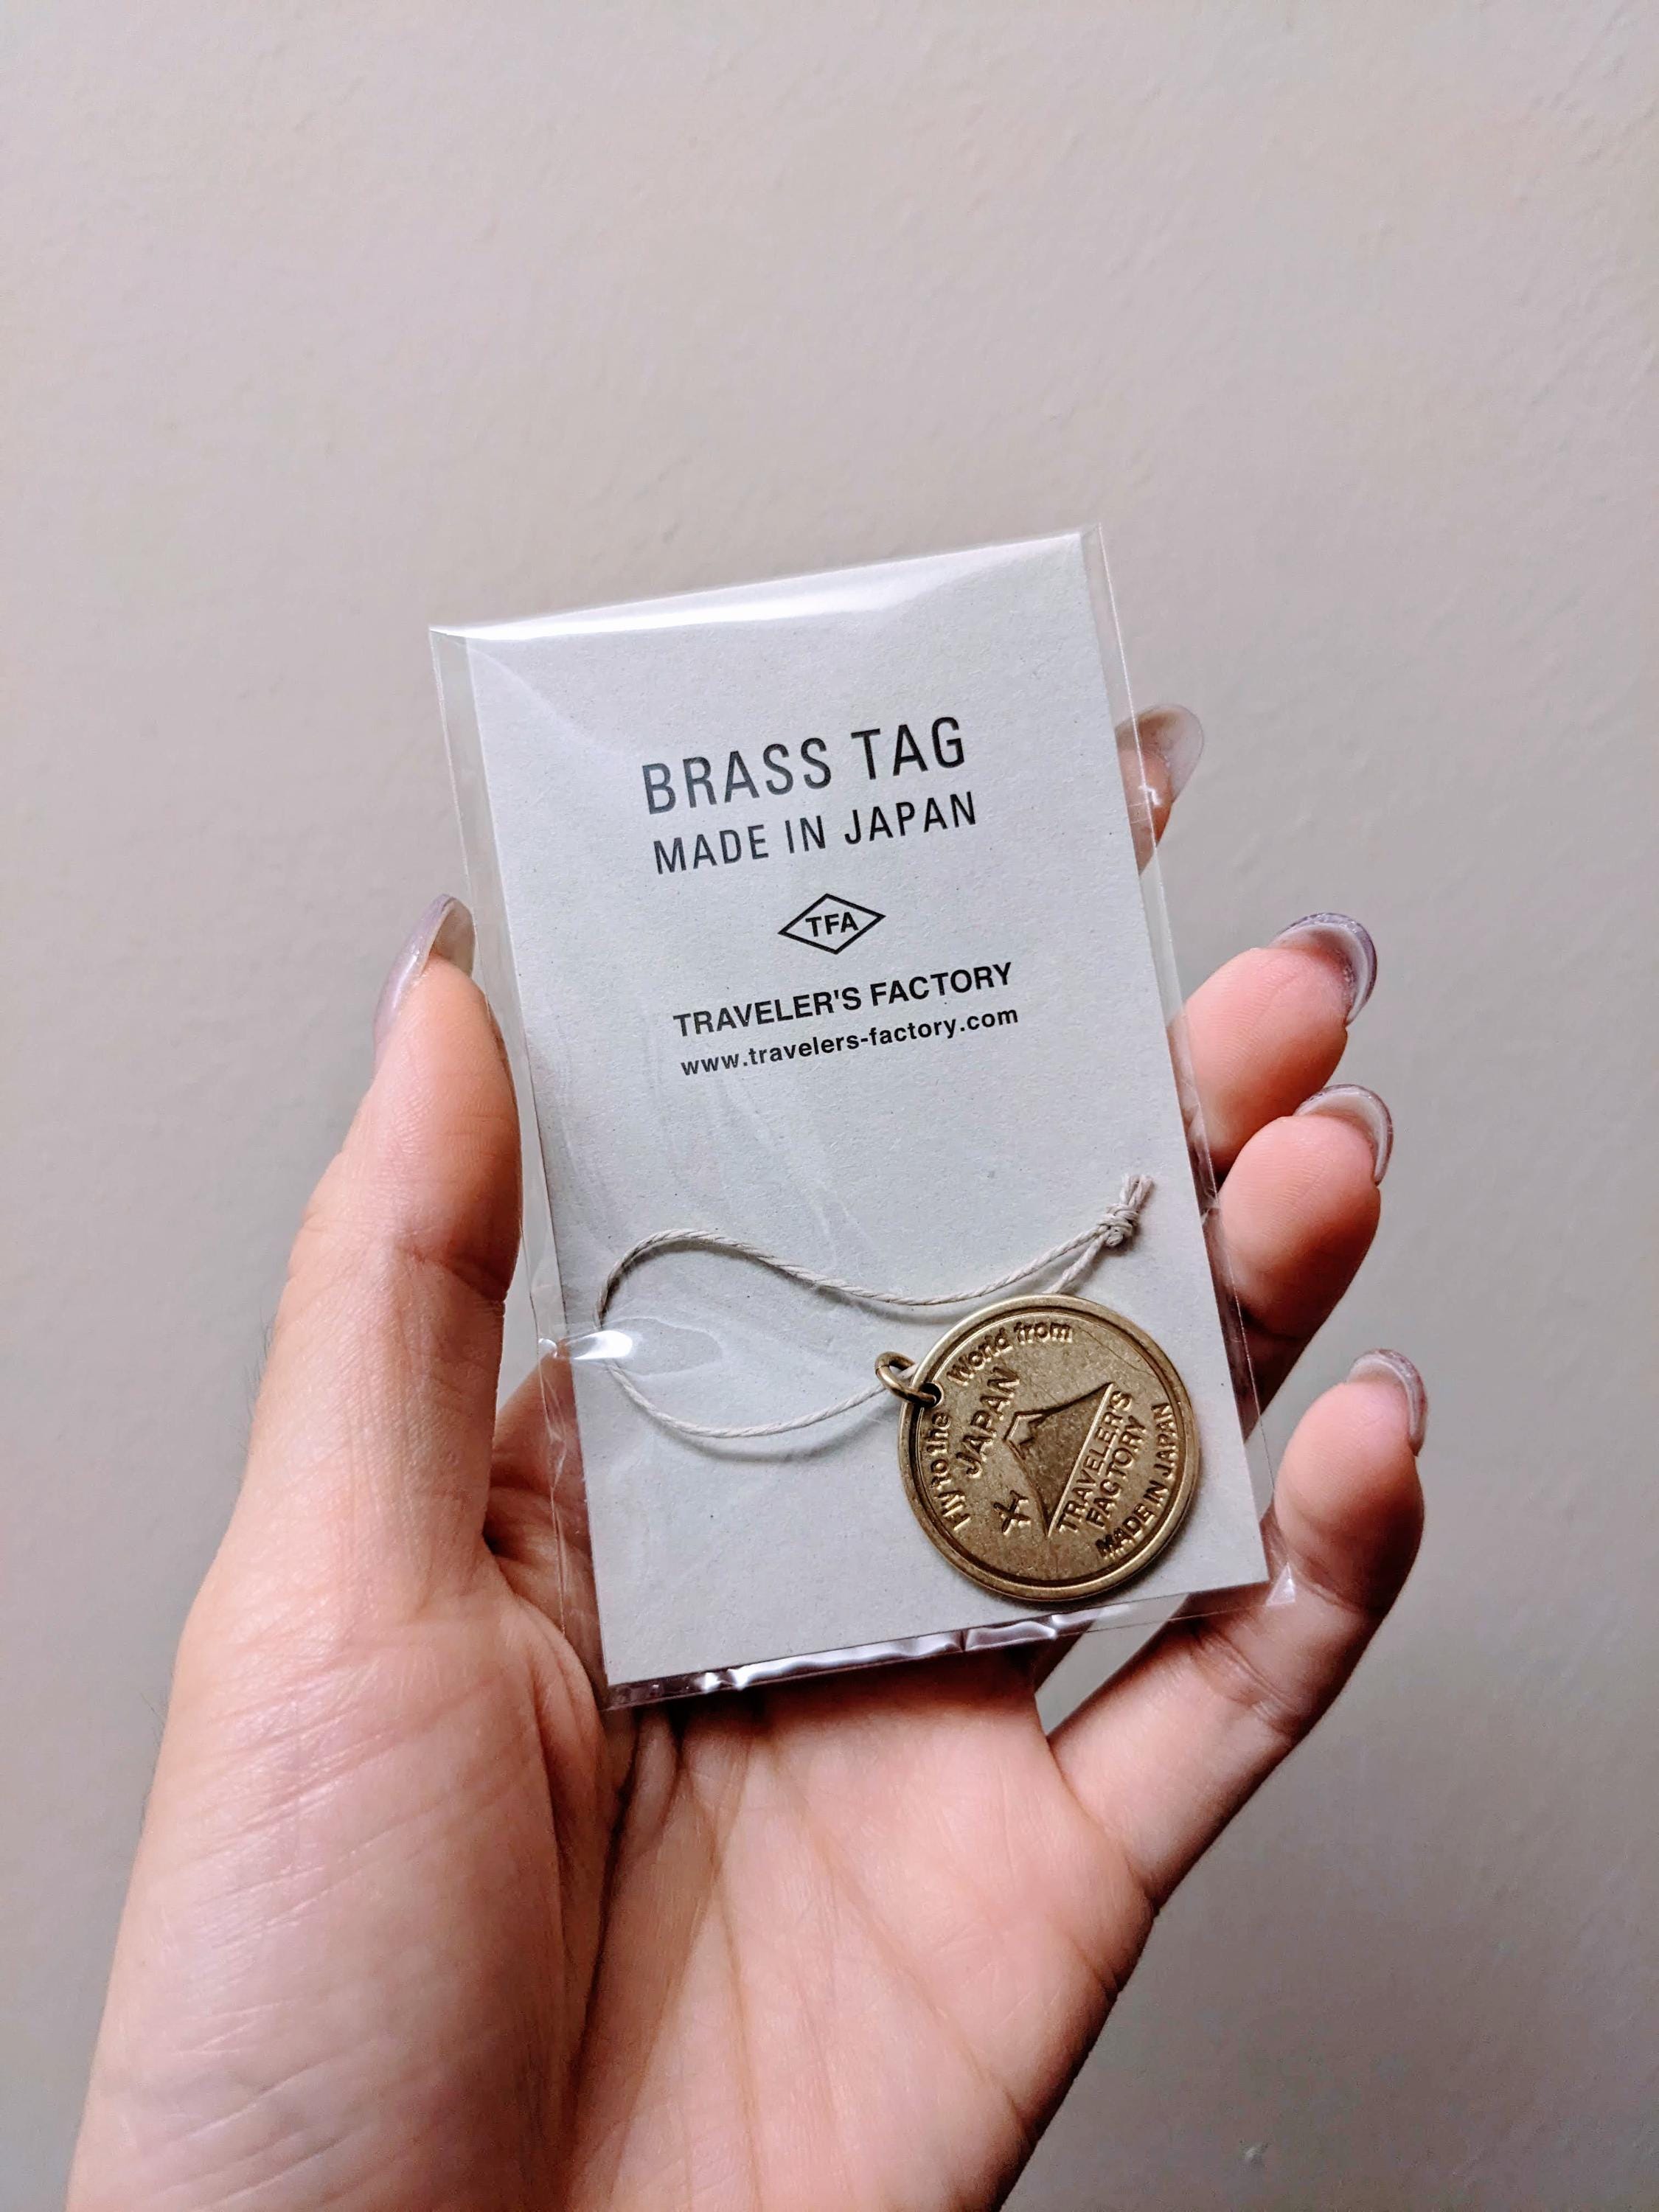 BRASS TAG
MADE IN JAPAN
TFA
TRAVELER'S FACTORY
www.travelers-factory.com
Fly to the World from
JAPAN
TRAVELER'S
FACTORY
MADE IN JAPAN